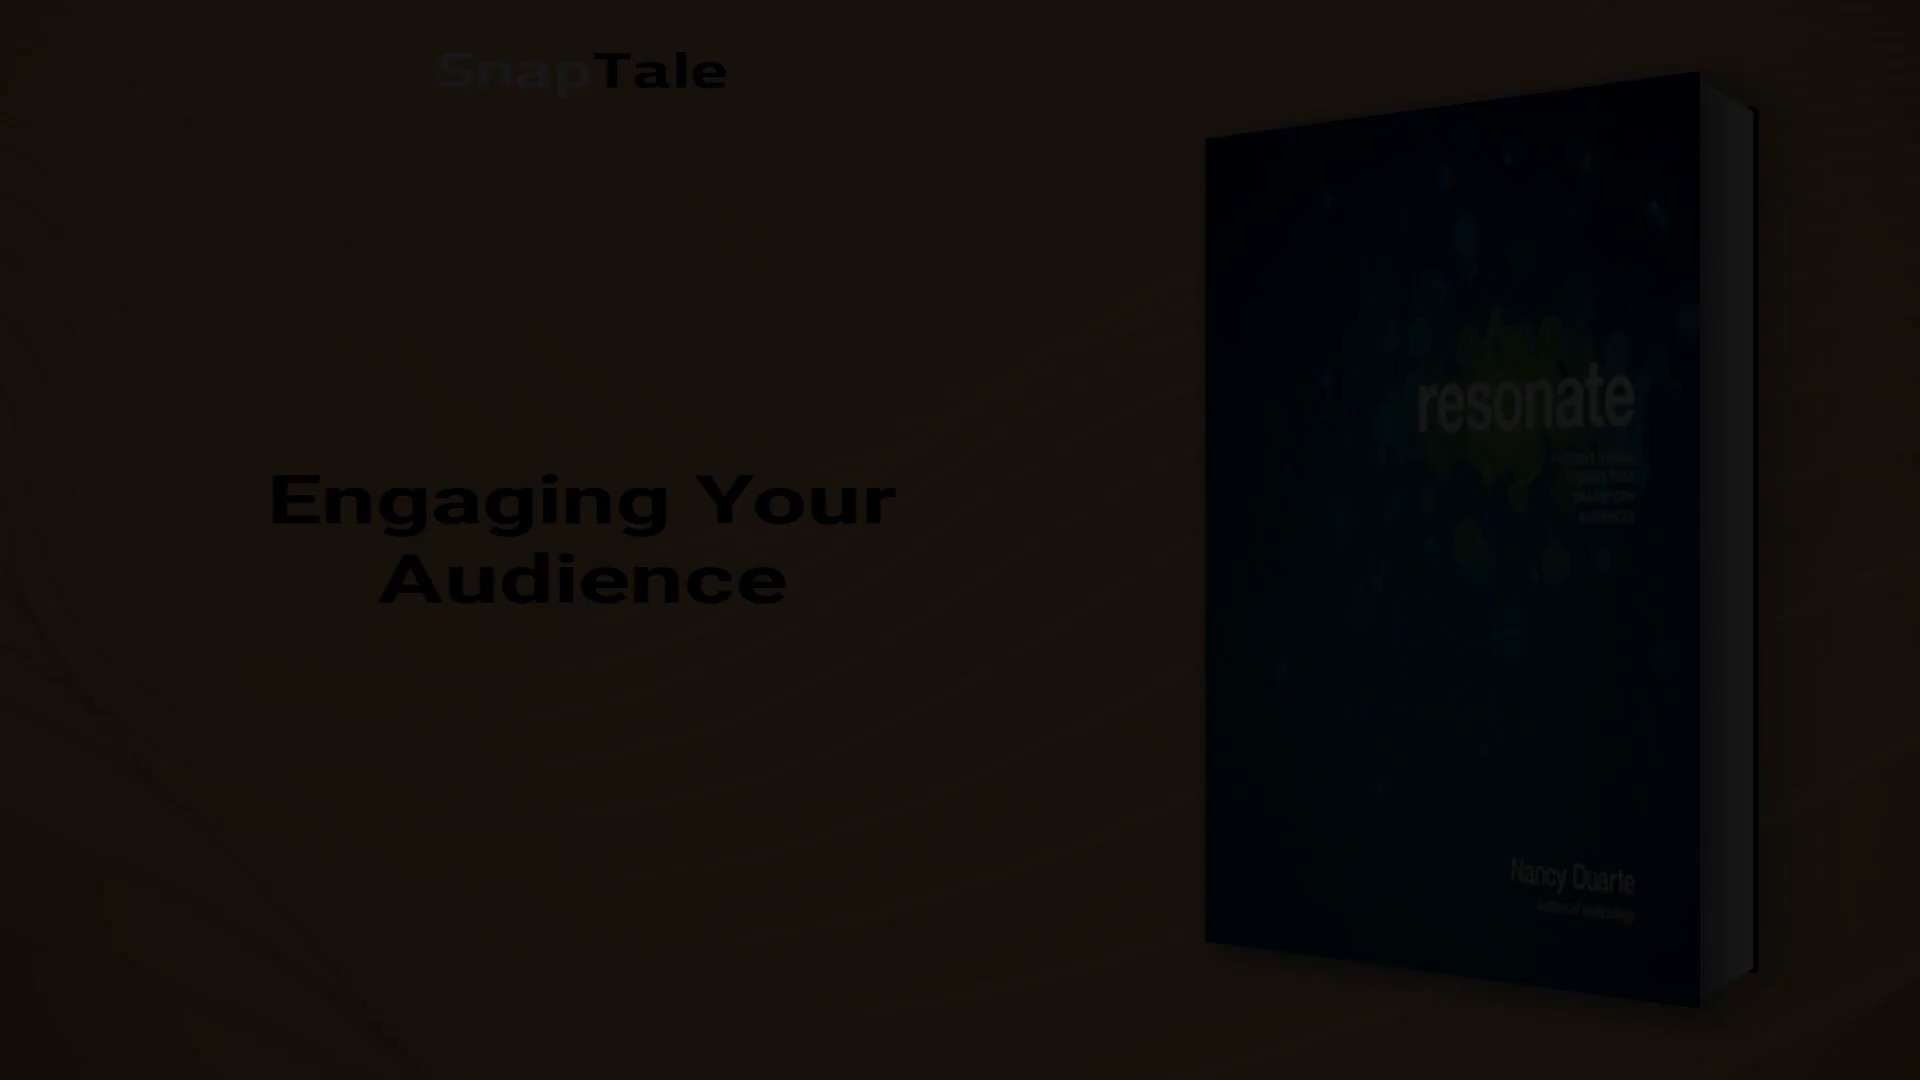 SnapTale
Engaging Your
Audience
resonate
Nancy Duarte